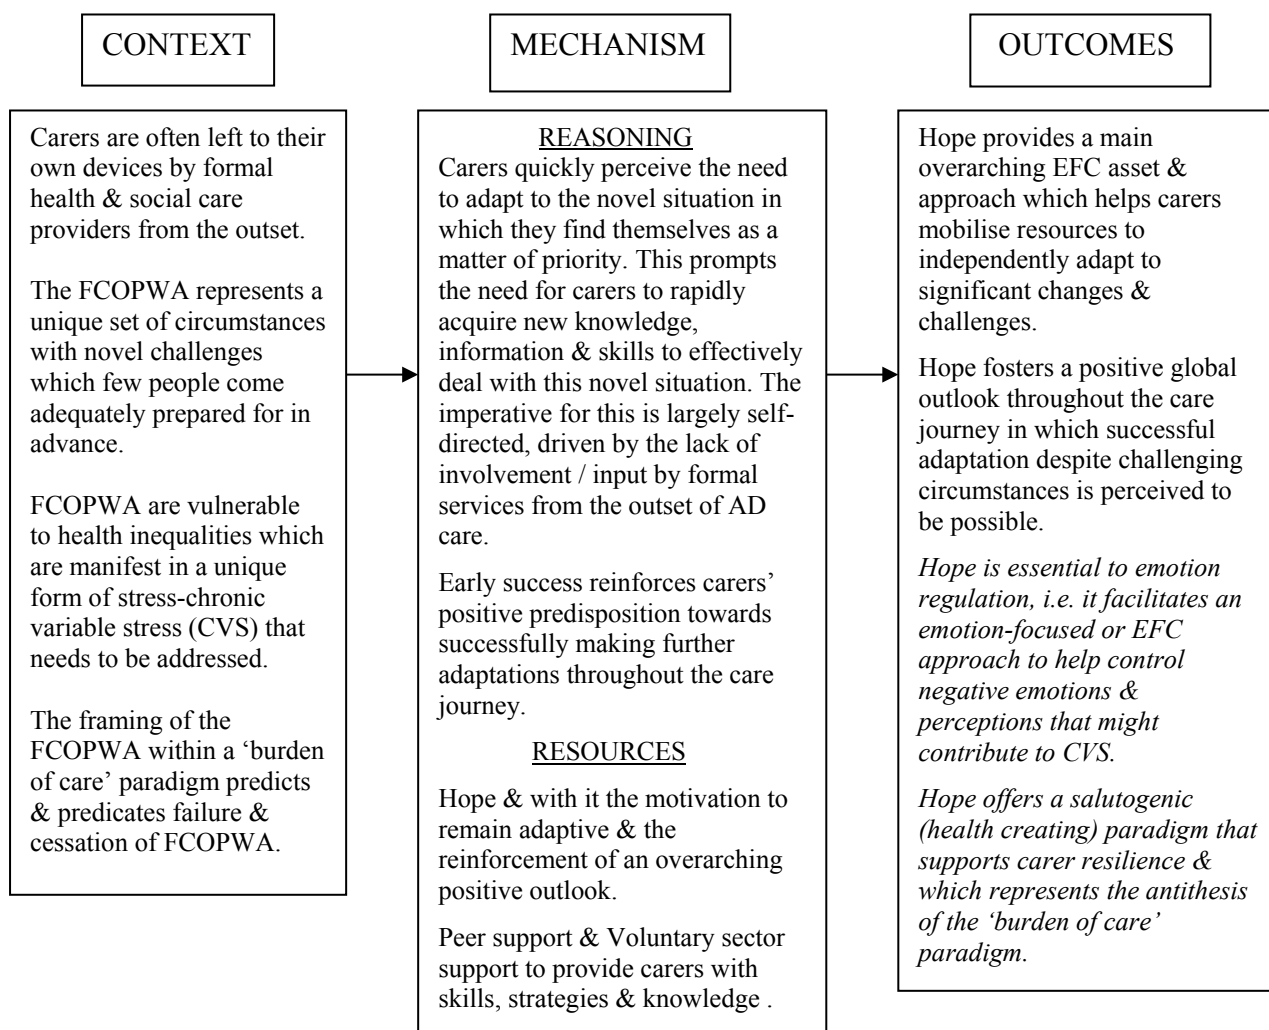 CONTEXT
Carers are often left to their
own devices by formal
health & social care
providers from the outset.
The FCOPWA represents a
unique set of circumstances
with novel challenges
which few people come
adequately prepared for in
advance.
FCOPWA are vulnerable
to health inequalities which
are manifest in a unique
form of stress-chronic
variable stress (CVS) that
needs to be addressed.
The framing of the
FCOPWA within a ‘burden
of care’ paradigm predicts
& predicates failure &
cessation of FCOPWA.
MECHANISM
REASONING
Carers quickly perceive the need
to adapt to the novel situation in
which they find themselves as a
matter of priority. This prompts
the need for carers to rapidly
acquire new knowledge,
information & skills to effectively
deal with this novel situation. The
imperative for this is largely self-
directed, driven by the lack of
involvement / input by formal
services from the outset of AD
care.
Early success reinforces carers’
positive predisposition towards
successfully making further
adaptations throughout the care
journey.
RESOURCES
Hope & with it the motivation to
remain adaptive & the
reinforcement of an overarching
positive outlook.
Peer support & Voluntary sector
support to provide carers with
skills, strategies & knowledge .
OUTCOMES
Hope provides a main
overarching EFC asset &
approach which helps carers
mobilise resources to
independently adapt to
significant changes &
challenges.
Hope fosters a positive global
outlook throughout the care
journey in which successful
adaptation despite challenging
circumstances is perceived to
be possible.
Hope is essential to emotion
regulation, i.e. it facilitates an
emotion-focused or EFC
approach to help control
negative emotions &
perceptions that might
contribute to CVS.
Hope offers a salutogenic
(health creating) paradigm that
supports carer resilience &
which represents the antithesis
of the ‘burden of care’
paradigm.